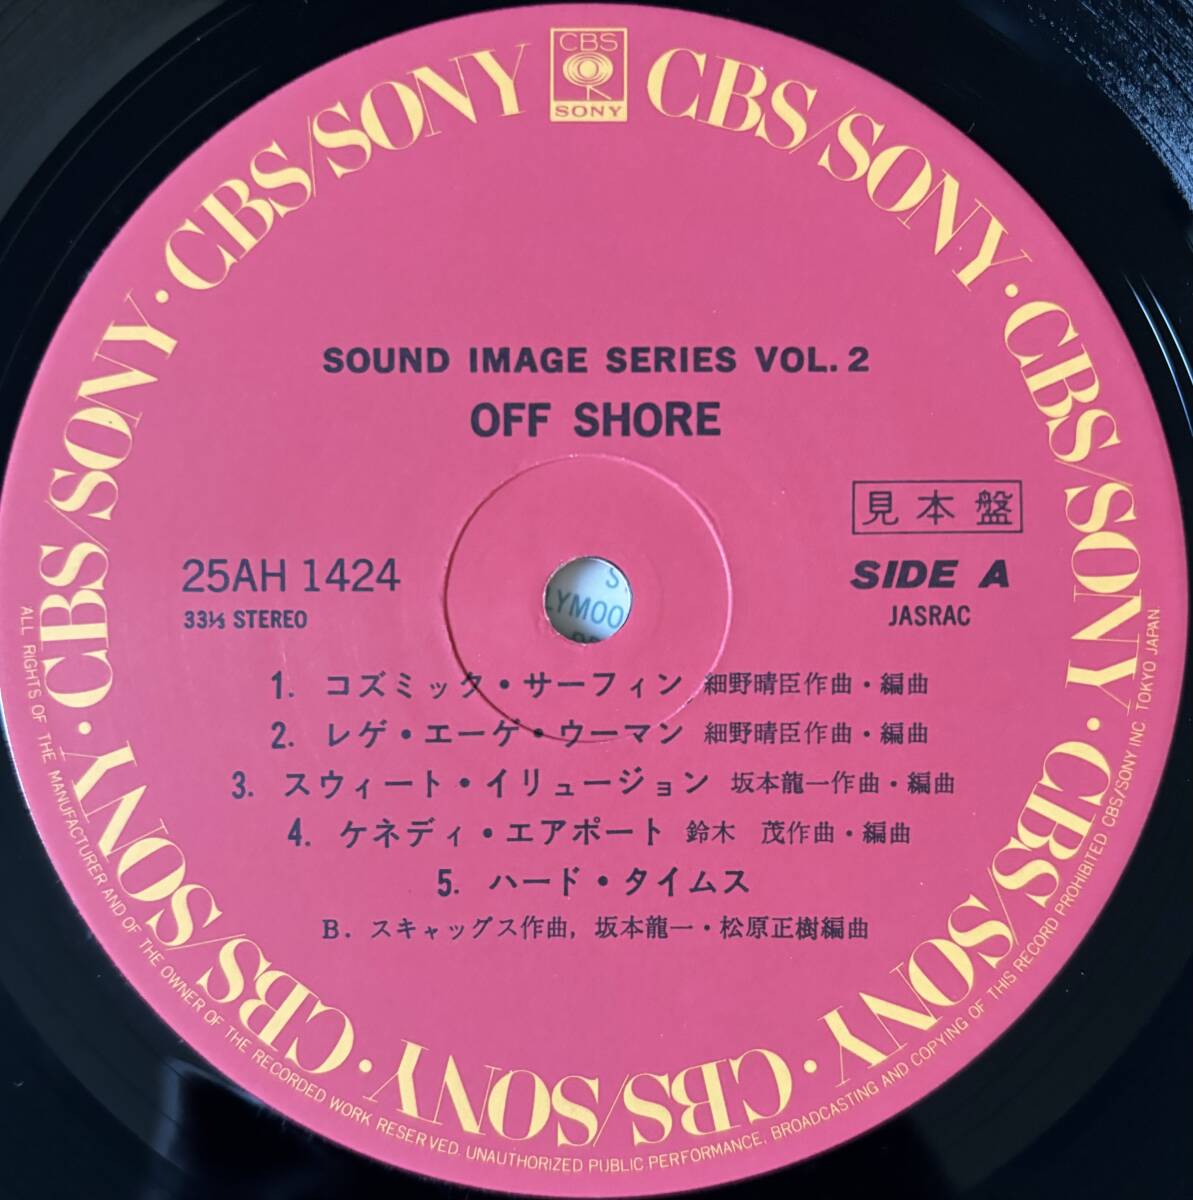 CBS
SONY
CBS/SONY · CBS/SONY · CBS/SONY · CBS/SONY · CBS/SONY · CBS/SONY · CBS/SONY · CBS/SONY
SOUND IMAGE SERIES VOL. 2
OFF SHORE
見本盤
25AH 1424
SIDE A
33⅓ STEREO
JASRAC
S
LYMOO
1. コズミック・サーフィン 細野晴臣作曲・編曲
2. レゲ・エーゲ・ウーマン 細野晴臣作曲・編曲
3. スウィート・イリュージョン 坂本龍一作曲・編曲
4. ケネディ・エアポート 鈴木 茂作曲・編曲
5. ハード・タイムス
B. スキャッグス作曲, 坂本龍一・松原正樹編曲
ALL RIGHTS OF THE MANUFACTURER AND OF THE OWNER OF THE RECORDED WORK RESERVED. UNAUTHORIZED PUBLIC PERFORMANCE, BROADCASTING AND COPYING OF THIS RECORD PROHIBITED CBS/SONY INC TOKYO JAPAN